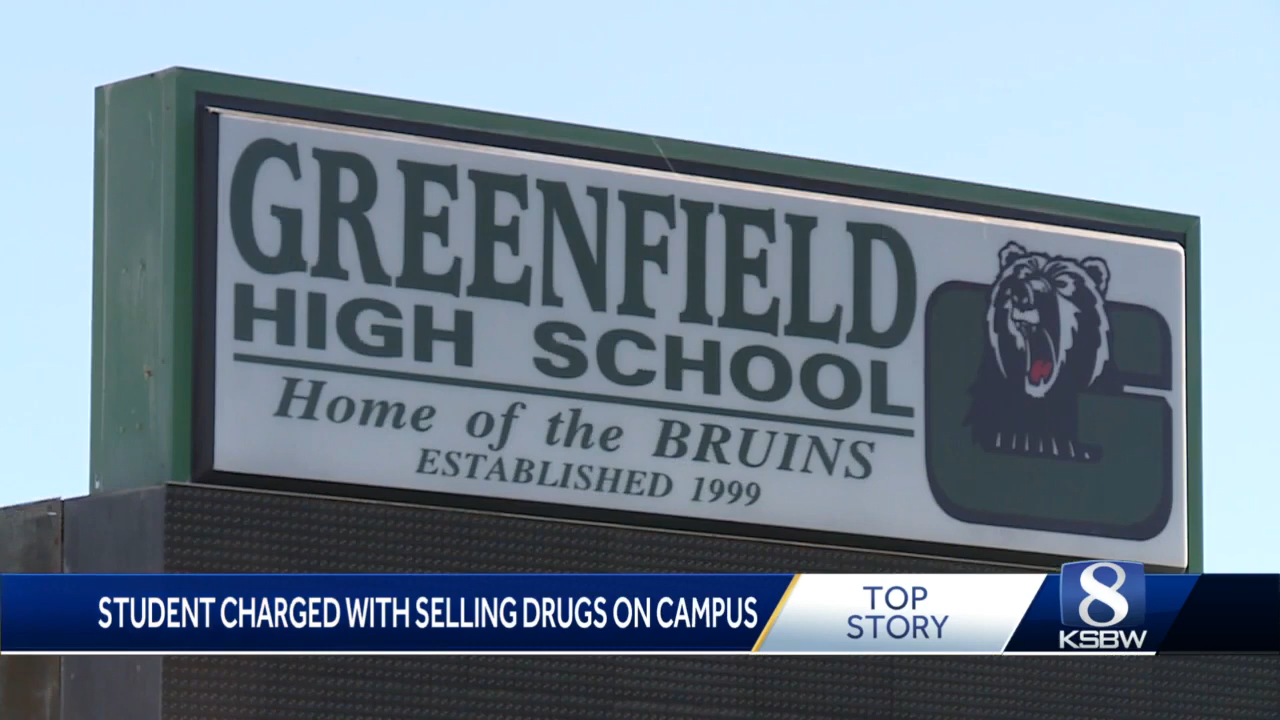 GREENFIELD
HIGH SCHOOL
Home of the BRUINS
ESTABLISHED 1999
G
STUDENT CHARGED WITH SELLING DRUGS ON CAMPUS
TOP
STORY
8
KSBW